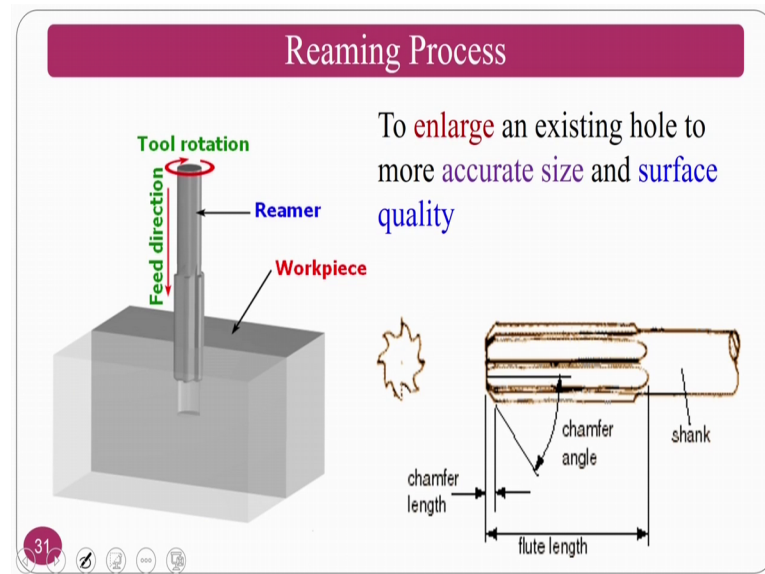 Reaming Process
Tool rotation
Feed direction
Reamer
Workpiece
To enlarge an existing hole to
more accurate size and surface
quality
chamfer
angle
shank
chamfer
length
flute length
31